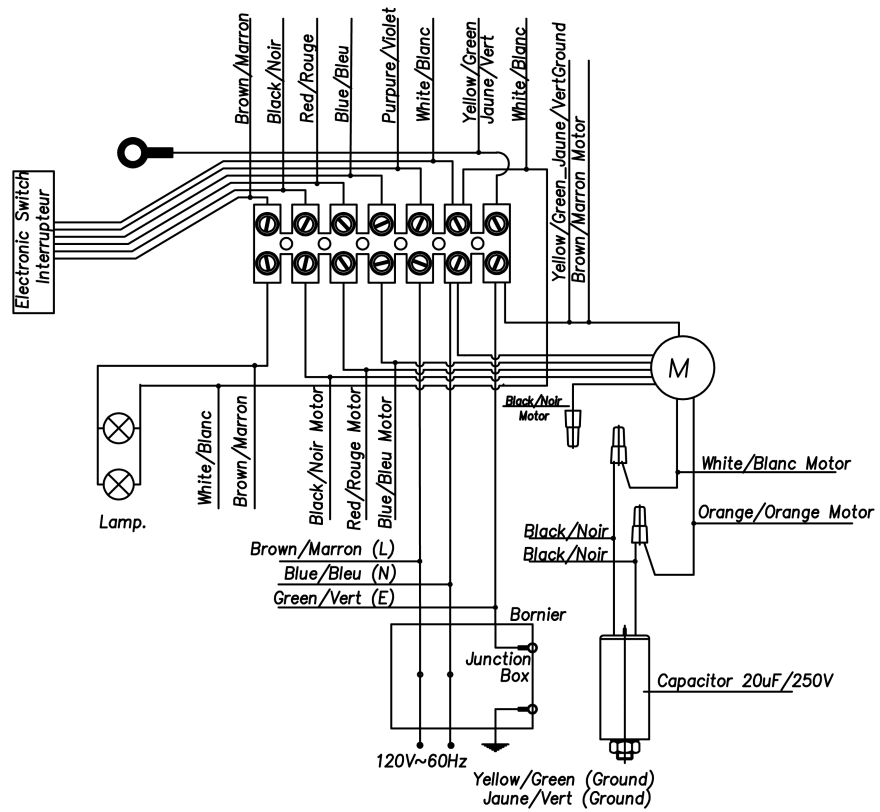 Brown/Marron
Black/Noir
Red/Rouge
Blue/Bleu
Purpure/Violet
White/Blanc
Yellow/Green
Jaune/Vert
White/Blanc
Yellow/Green_Jaune/VertGround
Brown/Marron Motor
Electronic Switch
Interrupteur
M
Black/Noir
Motor
White/Blanc
Brown/Marron
Black/Noir Motor
Red/Rouge Motor
Blue/Bleu Motor
Lamp.
White/Blanc Motor
Orange/Orange Motor
Black/Noir
Black/Noir
Brown/Marron (L)
Blue/Bleu (N)
Green/Vert (E)
Bornier
Junction
Box
Capacitor 20uF/250V
120V~60Hz
Yellow/Green (Ground)
Jaune/Vert (Ground)